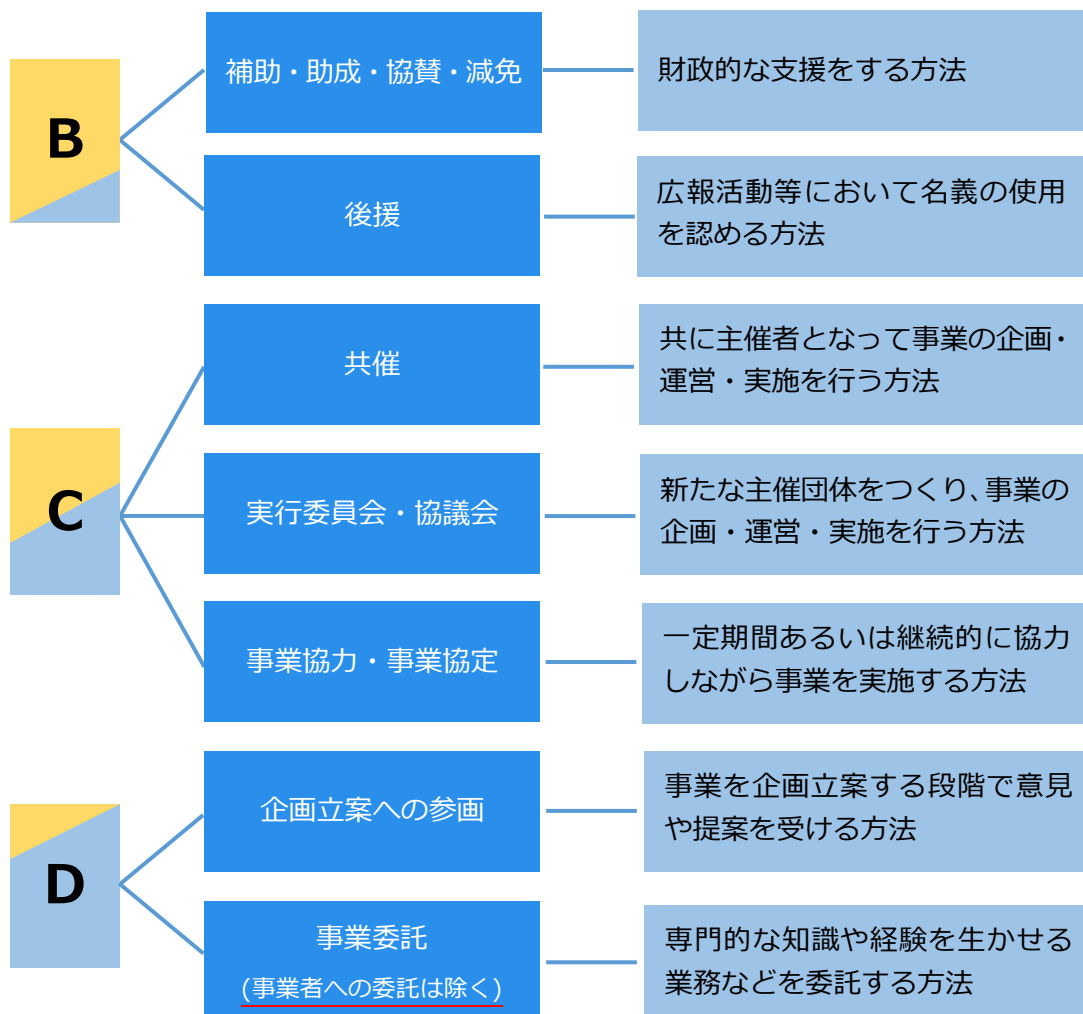 B
補助・助成・協賛・減免
財政的な支援をする方法
後援
広報活動等において名義の使用
を認める方法
C
共催
共に主催者となって事業の企画・
運営・実施を行う方法
実行委員会・協議会
新たな主催団体をつくり、事業の
企画・運営・実施を行う方法
事業協力・事業協定
一定期間あるいは継続的に協力
しながら事業を実施する方法
D
企画立案への参画
事業を企画立案する段階で意見
や提案を受ける方法
事業委託
(事業者への委託は除く)
専門的な知識や経験を生かせる
業務などを委託する方法